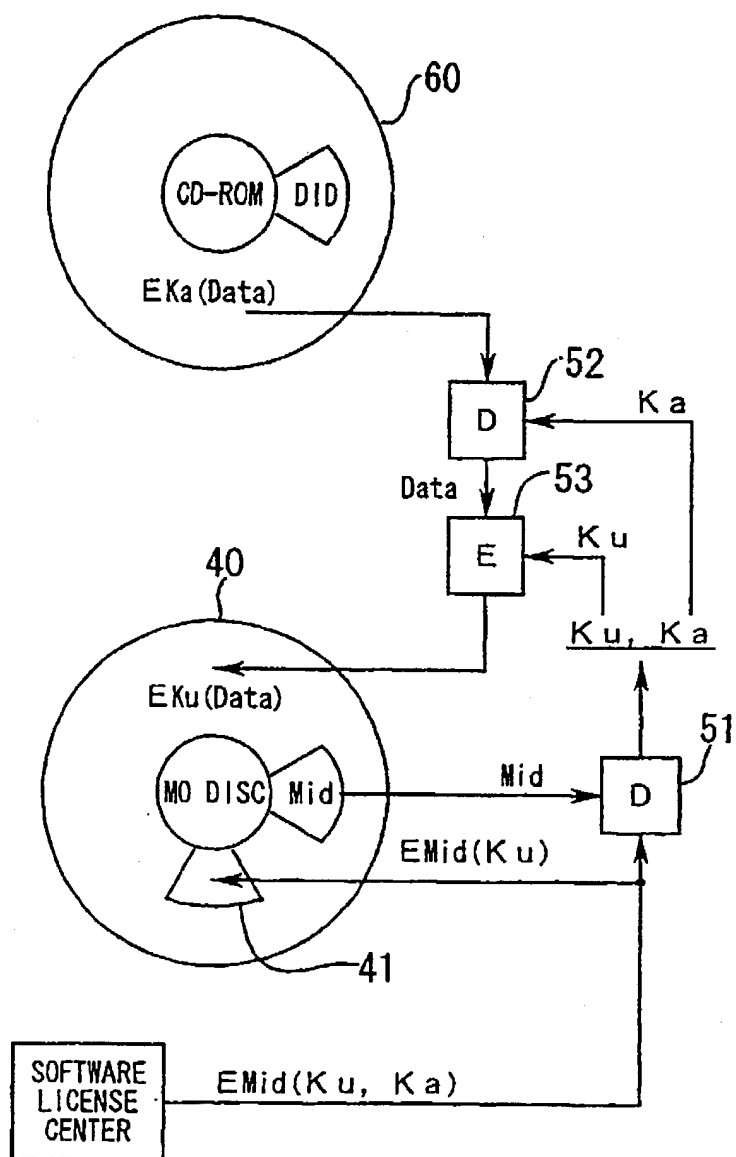 60
CD-ROM
DID
EKa(Data)
52
Ka
D
Data
53
Ku
E
40
Ku, Ka
EKu(Data)
51
MO DISC
Mid
Mid
D
EMid(Ku)
41
SOFTWARE
LICENSE
CENTER
EMid(Ku, Ka)